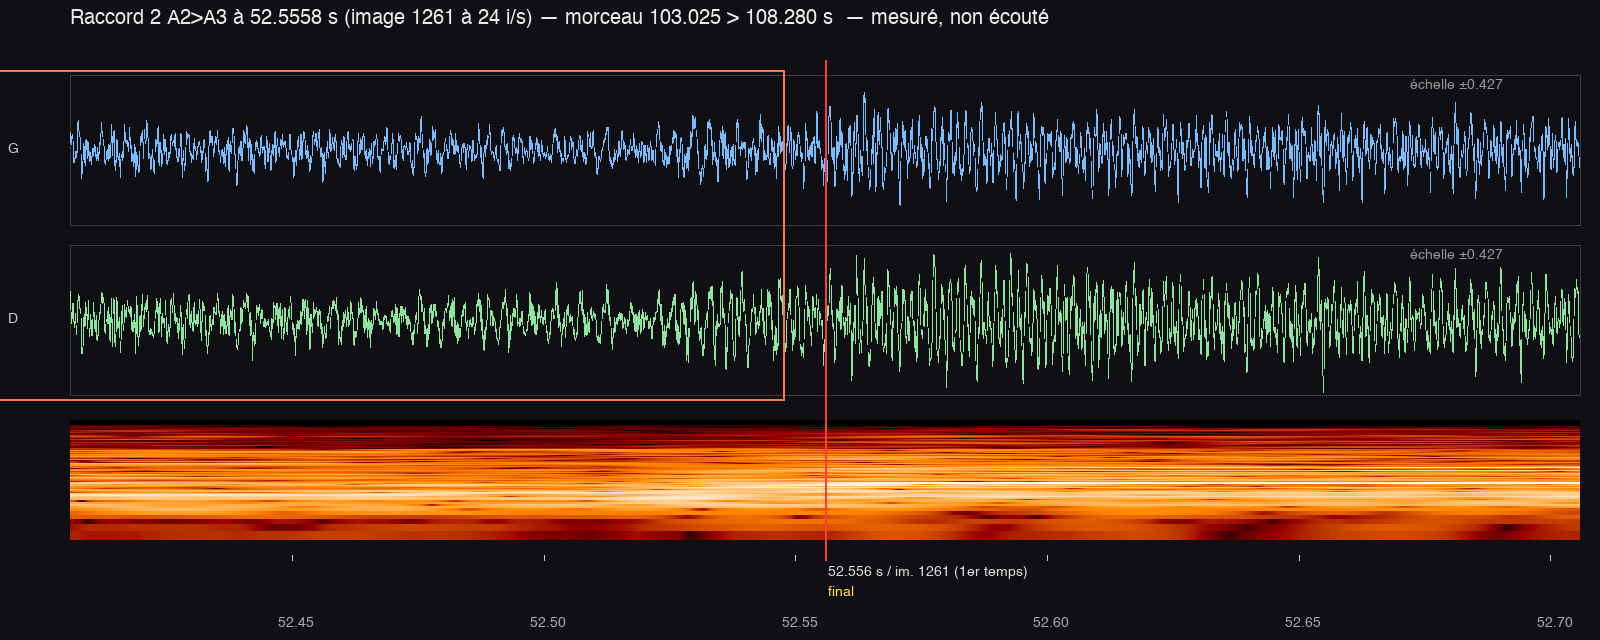 Raccord 2 A2>A3 à 52.5558 s (image 1261 à 24 i/s) — morceau 103.025 > 108.280 s — mesuré, non écouté
échelle ±0.427
G
échelle ±0.427
D
52.556 s / im. 1261 (1er temps)
final
52.45 52.50 52.55 52.60 52.65 52.70